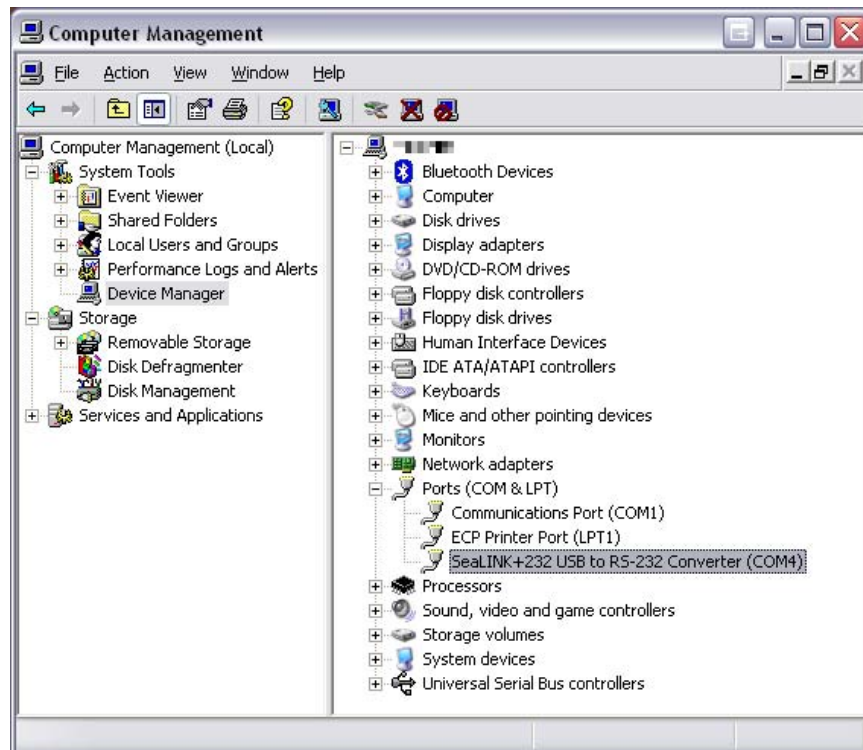 Computer Management
File Action View Window Help
Computer Management (Local)
System Tools
Event Viewer
Shared Folders
Local Users and Groups
Performance Logs and Alerts
Device Manager
Storage
Removable Storage
Disk Defragmenter
Disk Management
Services and Applications
Bluetooth Devices
Computer
Disk drives
Display adapters
DVD/CD-ROM drives
Floppy disk controllers
Floppy disk drives
Human Interface Devices
IDE ATA/ATAPI controllers
Keyboards
Mice and other pointing devices
Monitors
Network adapters
Ports (COM & LPT)
Communications Port (COM1)
ECP Printer Port (LPT1)
SeaLINK+232 USB to RS-232 Converter (COM4)
Processors
Sound, video and game controllers
Storage volumes
System devices
Universal Serial Bus controllers